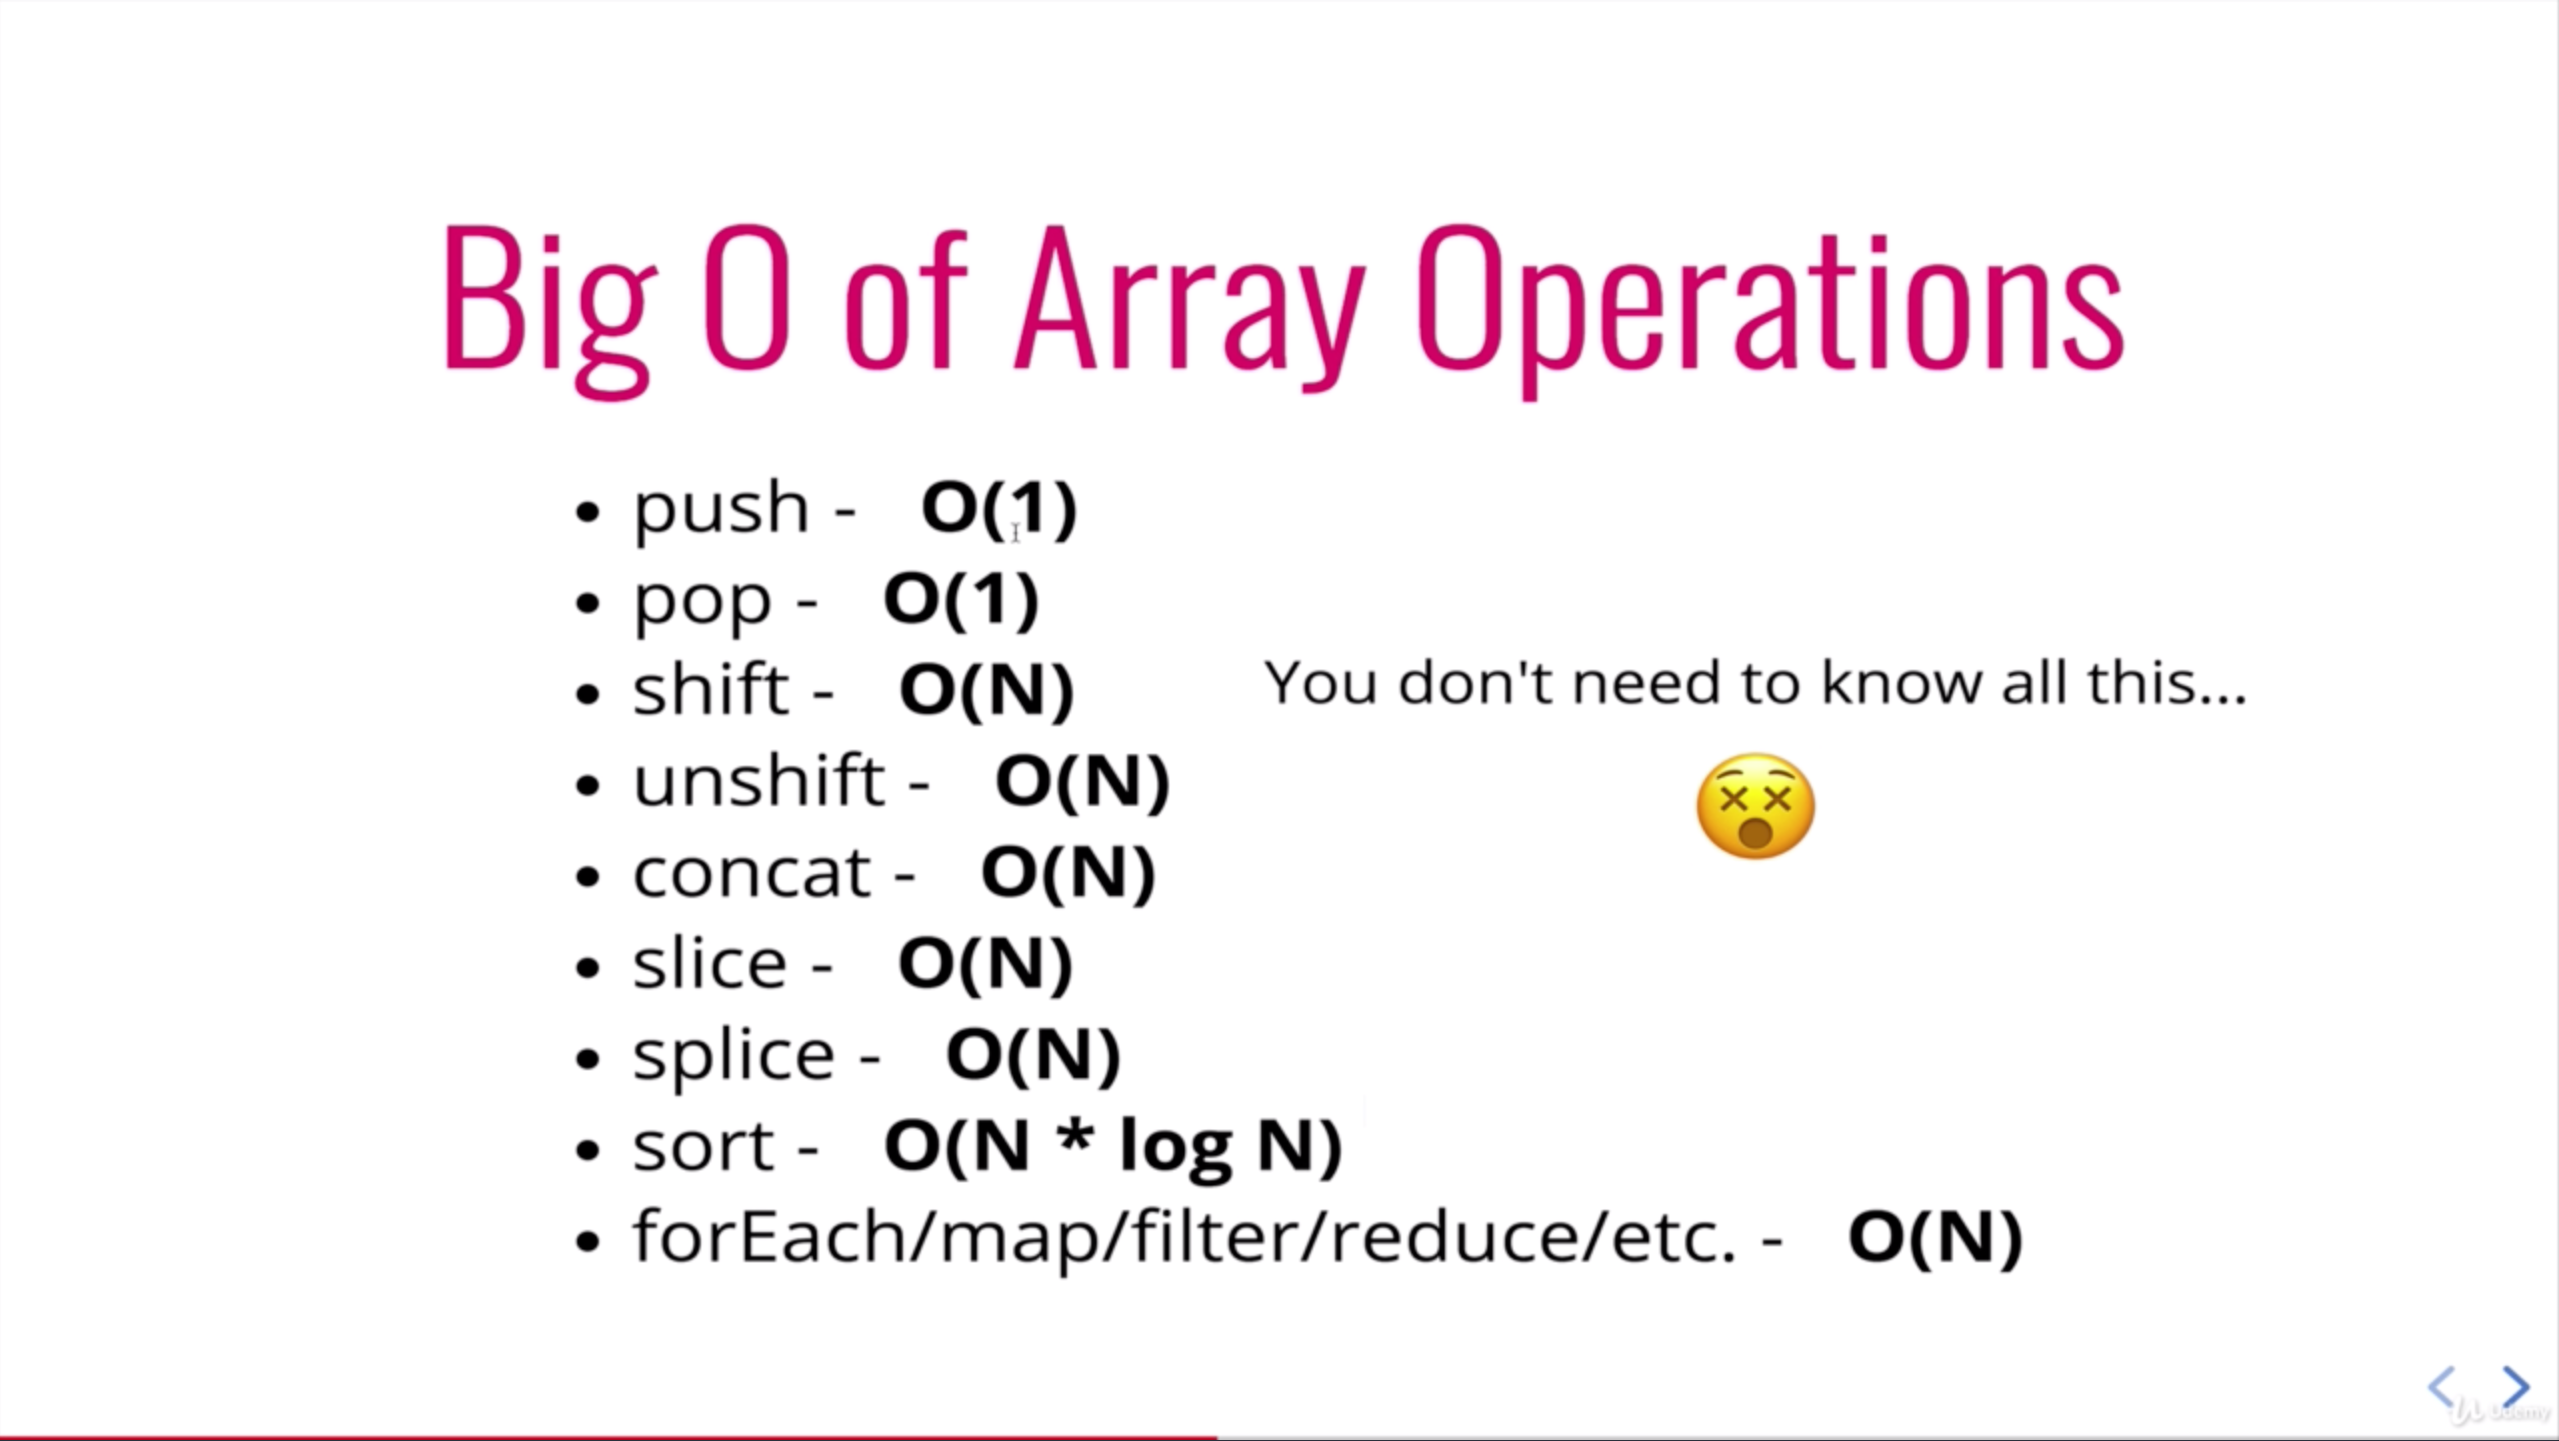 Big O of Array Operations
push - O(1)
pop - O(1)
shift - O(N)
You don't need to know all this...
unshift - O(N)
concat - O(N)
slice - O(N)
splice - O(N)
sort - O(N * log N)
forEach/map/filter/reduce/etc. - O(N)
Udemy